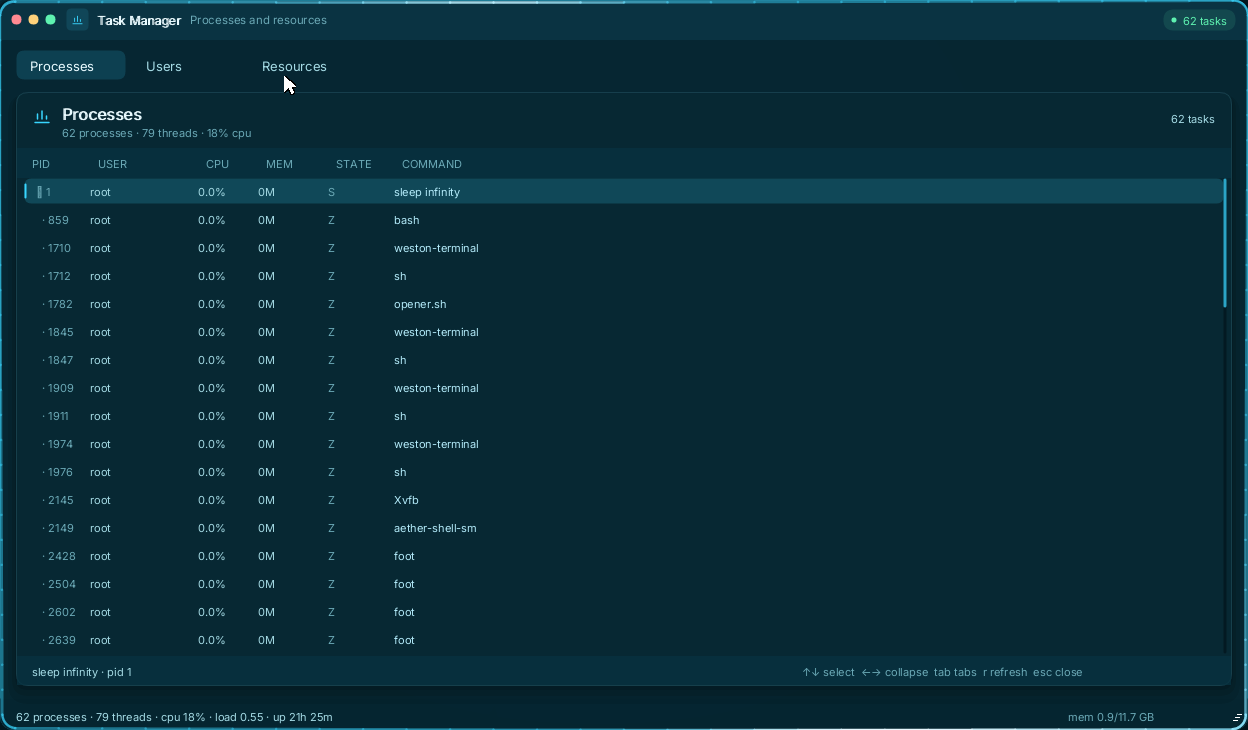 Task Manager Processes and resources 62 tasks
Processes Users Resources
Processes
62 processes · 79 threads · 18% cpu
62 tasks
PID USER CPU MEM STATE COMMAND
1 root 0.0% 0M S sleep infinity
· 859 root 0.0% 0M Z bash
· 1710 root 0.0% 0M Z weston-terminal
· 1712 root 0.0% 0M Z sh
· 1782 root 0.0% 0M Z opener.sh
· 1845 root 0.0% 0M Z weston-terminal
· 1847 root 0.0% 0M Z sh
· 1909 root 0.0% 0M Z weston-terminal
· 1911 root 0.0% 0M Z sh
· 1974 root 0.0% 0M Z weston-terminal
· 1976 root 0.0% 0M Z sh
· 2145 root 0.0% 0M Z Xvfb
· 2149 root 0.0% 0M Z aether-shell-sm
· 2428 root 0.0% 0M Z foot
· 2504 root 0.0% 0M Z foot
· 2602 root 0.0% 0M Z foot
· 2639 root 0.0% 0M Z foot
sleep infinity · pid 1 ↑↓ select ←→ collapse tab tabs r refresh esc close
62 processes · 79 threads · cpu 18% · load 0.55 · up 21h 25m mem 0.9/11.7 GB